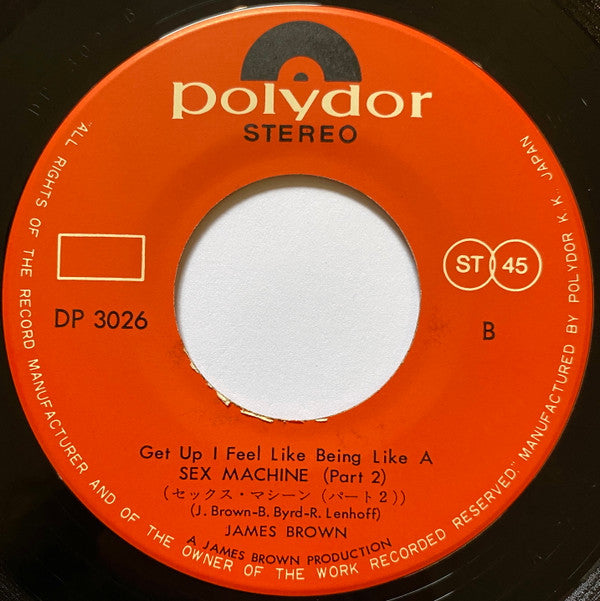 polydor
STEREO
"ALL RIGHTS OF THE RECORD MANUFACTURER AND OF THE OWNER OF THE WORK RECORDED RESERVED." MANUFACTURED BY POLYDOR K. K. JAPAN
ST 45
DP 3026
B
Get Up I Feel Like Being Like A
SEX MACHINE (Part 2)
(セックス・マシーン (パート2))
(J. Brown-B. Byrd-R. Lenhoff)
JAMES BROWN
A JAMES BROWN PRODUCTION